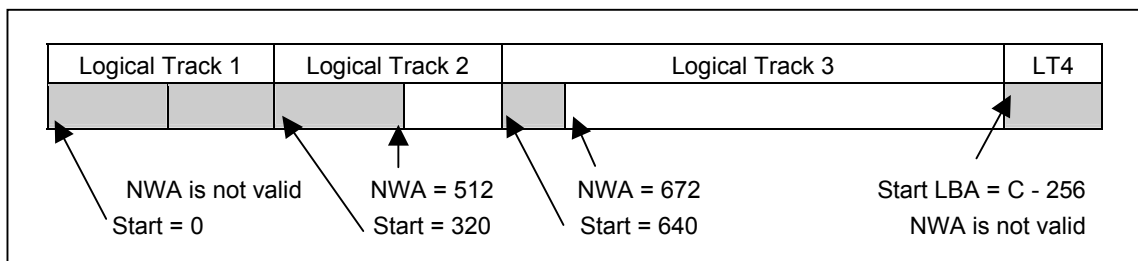 Logical Track 1 Logical Track 2 Logical Track 3 LT4
NWA is not valid NWA = 512 NWA = 672 Start LBA = C - 256
Start = 0 Start = 320 Start = 640 NWA is not valid